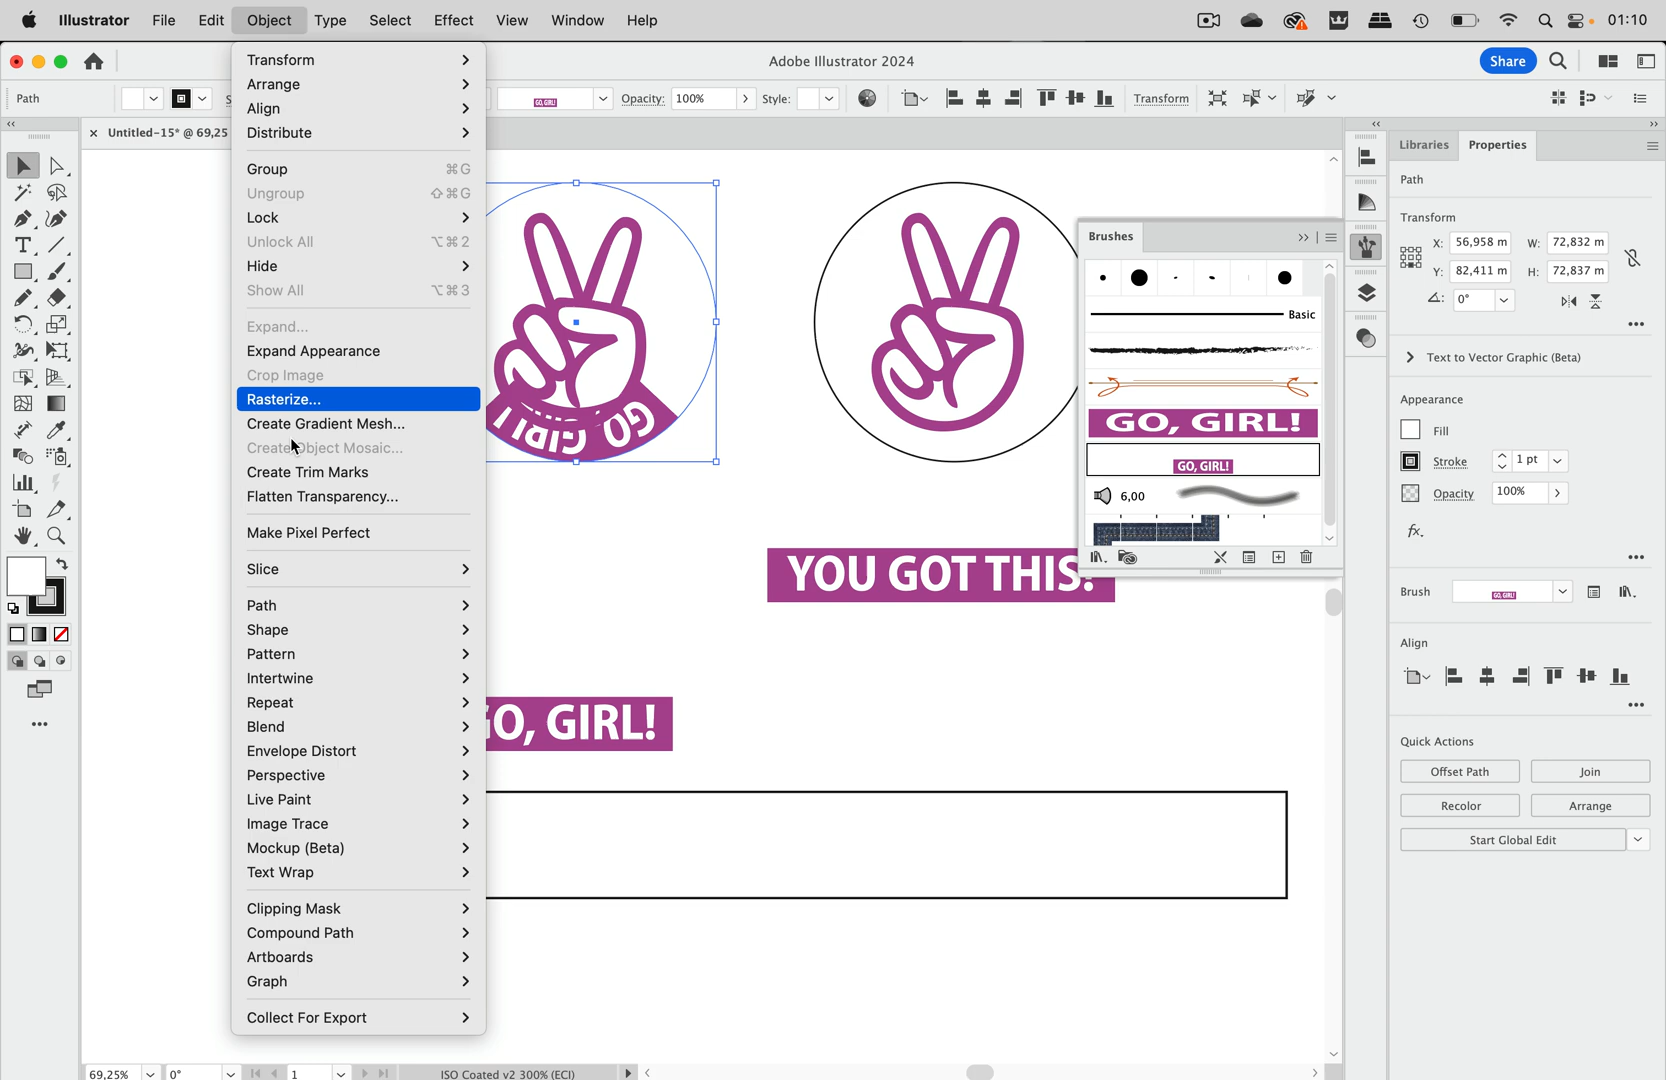 Illustrator File Edit Object Type Select Effect View Window Help 01:10
Adobe Illustrator 2024
Share
Path
GO, GIRL!
Opacity: 100%
Style:
Transform
Untitled-15* @ 69,25
Transform
Arrange
Align
Distribute
Group ⌘G
Ungroup ⇧⌘G
Lock
Unlock All ⌥⌘2
Hide
Show All ⌥⌘3
Expand...
Expand Appearance
Crop Image
Rasterize...
Create Gradient Mesh...
Create Object Mosaic...
Create Trim Marks
Flatten Transparency...
Make Pixel Perfect
Slice
Path
Shape
Pattern
Intertwine
Repeat
Blend
Envelope Distort
Perspective
Live Paint
Image Trace
Mockup (Beta)
Text Wrap
Clipping Mask
Compound Path
Artboards
Graph
Collect For Export
GO GIRL!
YOU GOT THIS!
GO, GIRL!
Brushes
Basic
GO, GIRL!
GO, GIRL!
6,00
Libraries Properties
Path
Transform
X: 56,958 m W: 72,832 m
Y: 82,411 m H: 72,837 m
0°
Text to Vector Graphic (Beta)
Appearance
Fill
Stroke 1 pt
Opacity 100%
fx.
Brush GO, GIRL!
Align
Quick Actions
Offset Path Join
Recolor Arrange
Start Global Edit
69,25% 0° 1 ISO Coated v2 300% (ECI)